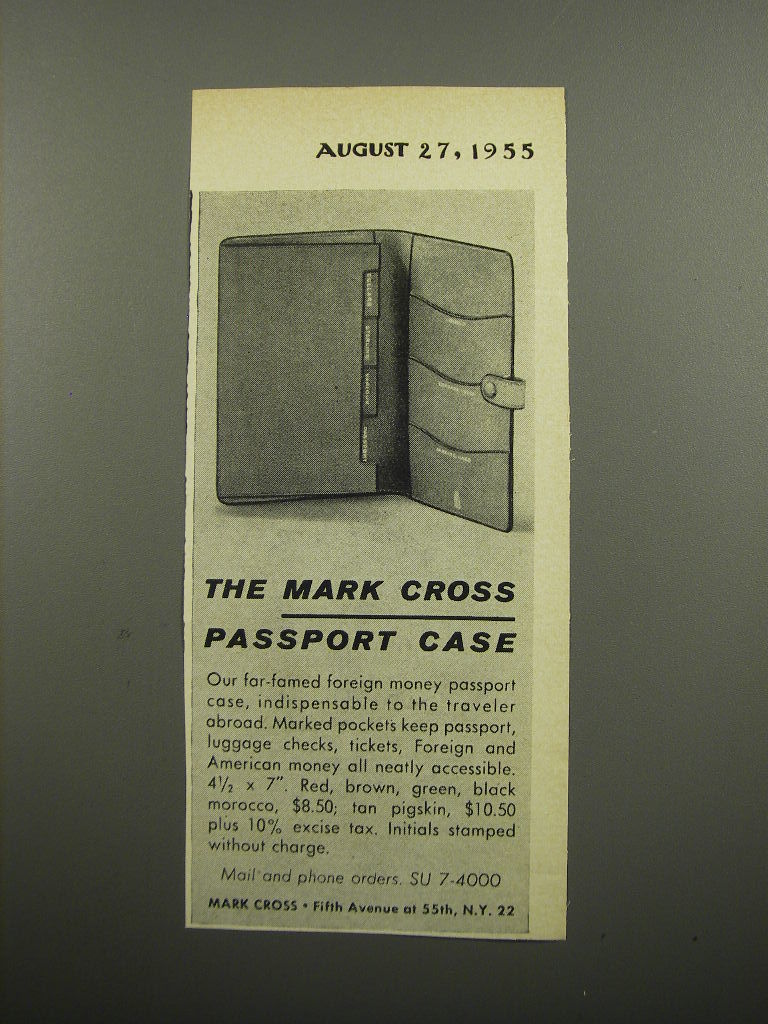 AUGUST 27, 1955
THE MARK CROSS
PASSPORT CASE
Our far-famed foreign money passport
case, indispensable to the traveler
abroad. Marked pockets keep passport,
luggage checks, tickets, Foreign and
American money all neatly accessible.
4½ x 7". Red, brown, green, black
morocco, $8.50; tan pigskin, $10.50
plus 10% excise tax. Initials stamped
without charge.
Mail and phone orders. SU 7-4000
MARK CROSS • Fifth Avenue at 55th, N.Y. 22